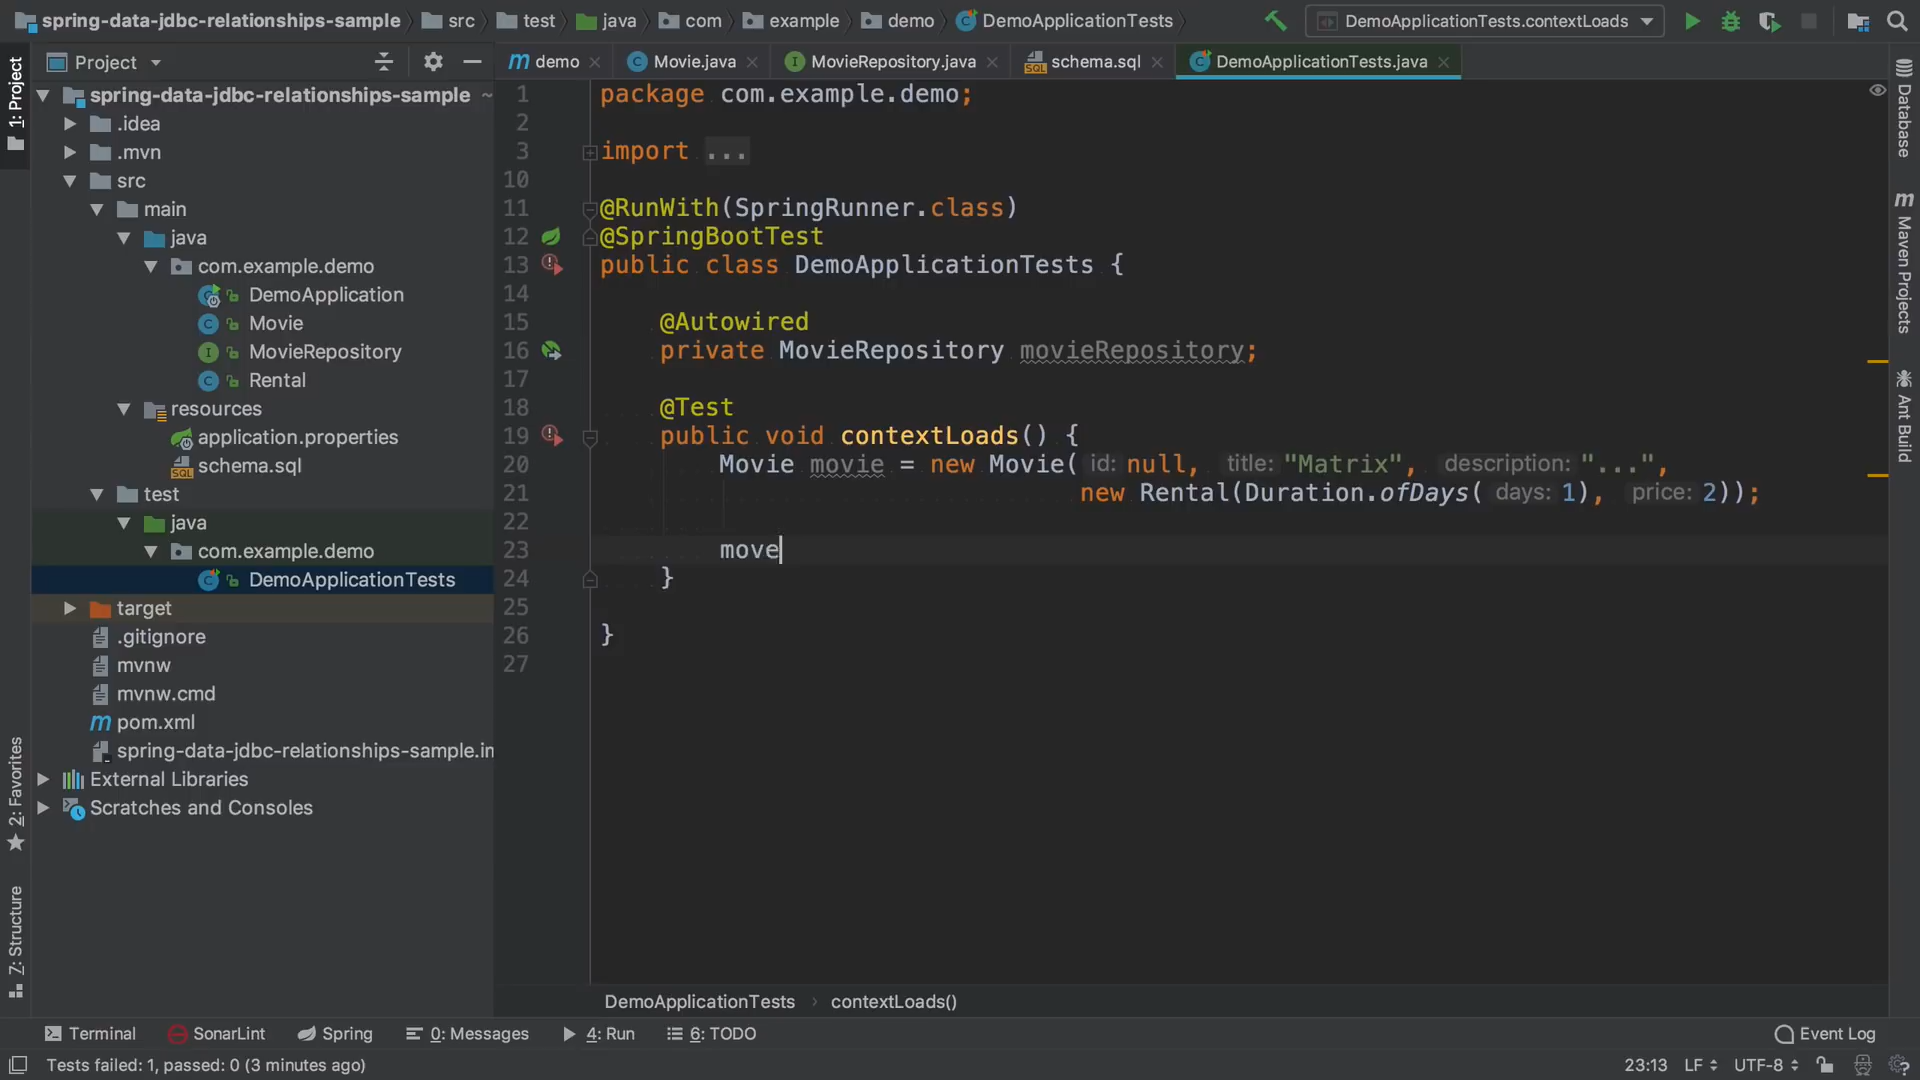 spring-data-jdbc-relationships-sample src test java com example demo DemoApplicationTests DemoApplicationTests.contextLoads
Project
demo Movie.java MovieRepository.java schema.sql DemoApplicationTests.java
1: Project
2: Favorites
Z: Structure
spring-data-jdbc-relationships-sample ~
.idea
.mvn
src
main
java
com.example.demo
DemoApplication
Movie
MovieRepository
Rental
resources
application.properties
schema.sql
test
java
com.example.demo
DemoApplicationTests
target
.gitignore
mvnw
mvnw.cmd
pom.xml
spring-data-jdbc-relationships-sample.im
External Libraries
Scratches and Consoles
1 package com.example.demo;
2
3 import ...
10
11 @RunWith(SpringRunner.class)
12 @SpringBootTest
13 public class DemoApplicationTests {
14
15 @Autowired
16 private MovieRepository movieRepository;
17
18 @Test
19 public void contextLoads() {
20 Movie movie = new Movie( id: null, title: "Matrix", description: "...",
21 new Rental(Duration.ofDays( days: 1), price: 2));
22
23 move
24 }
25
26 }
27
Database
Maven Projects
Ant Build
DemoApplicationTests › contextLoads()
Terminal SonarLint Spring 0: Messages 4: Run 6: TODO Event Log
Tests failed: 1, passed: 0 (3 minutes ago) 23:13 LF UTF-8